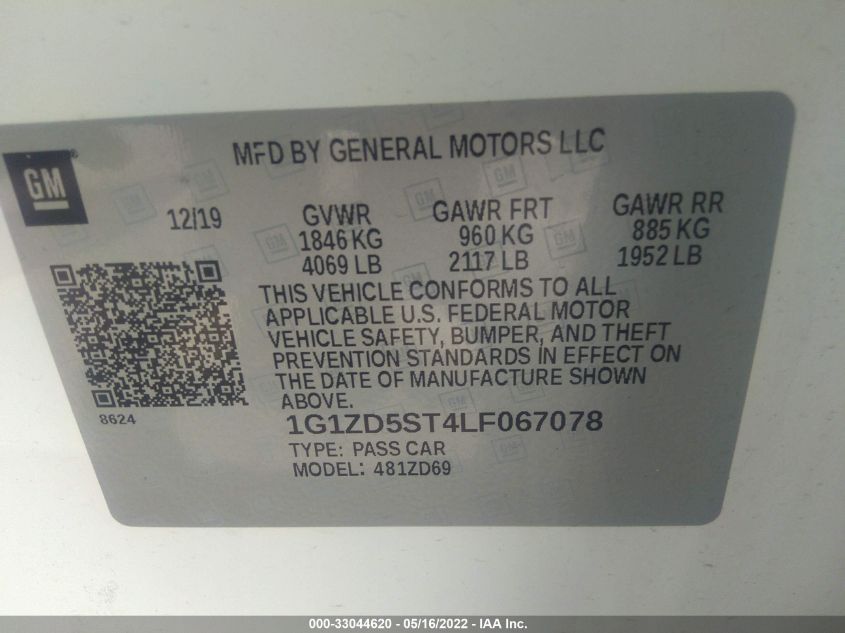 MFD BY GENERAL MOTORS LLC
GM
12/19 GVWR GAWR FRT GAWR RR
1846 KG 960 KG 885 KG
4069 LB 2117 LB 1952 LB
THIS VEHICLE CONFORMS TO ALL
APPLICABLE U.S. FEDERAL MOTOR
VEHICLE SAFETY, BUMPER, AND THEFT
PREVENTION STANDARDS IN EFFECT ON
THE DATE OF MANUFACTURE SHOWN
ABOVE.
8624
1G1ZD5ST4LF067078
TYPE: PASS CAR
MODEL: 481ZD69
000-33044620 - 05/16/2022 - IAA Inc.